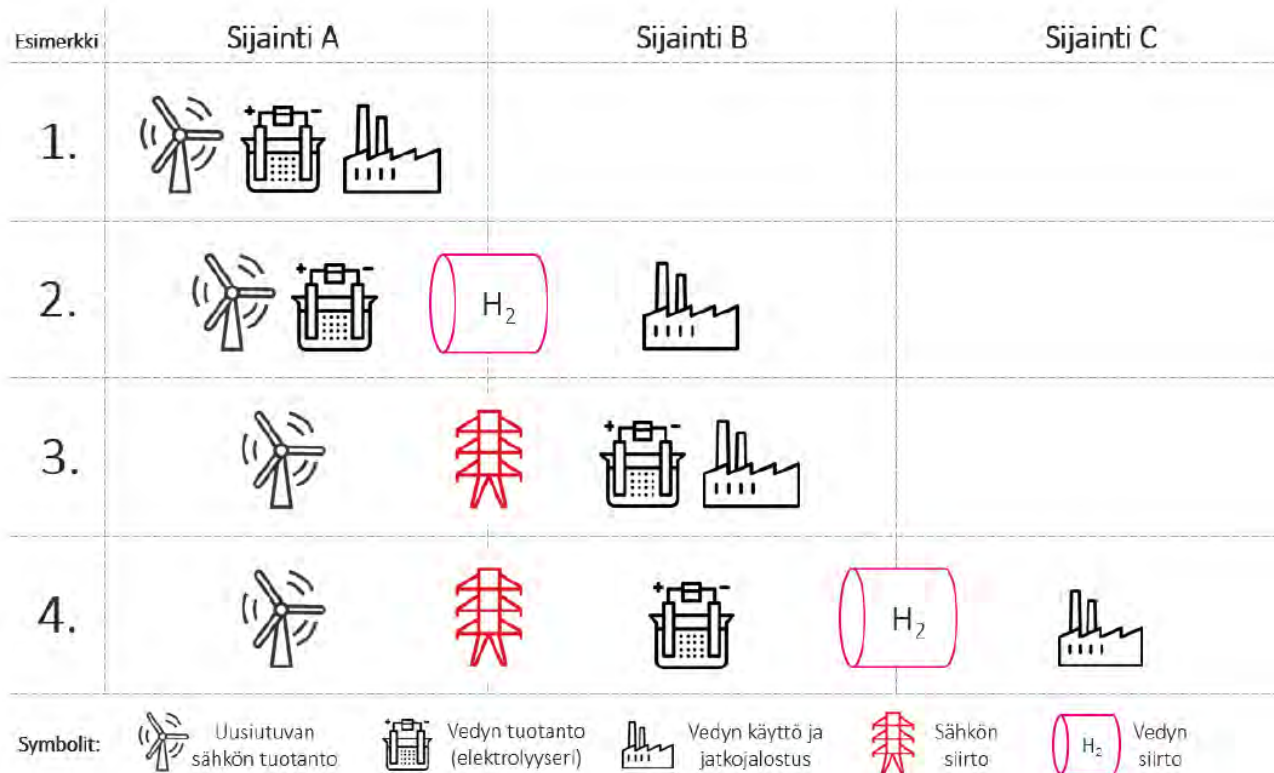 Esimerkki Sijainti A Sijainti B Sijainti C
1.
+ −
2.
+ −
H₂
3.
+ −
4.
+ −
H₂
Symbolit:
Uusiutuvan
sähkön tuotanto
+ −
Vedyn tuotanto
(elektrolyyseri)
Vedyn käyttö ja
jatkojalostus
Sähkön
siirto
H₂
Vedyn
siirto